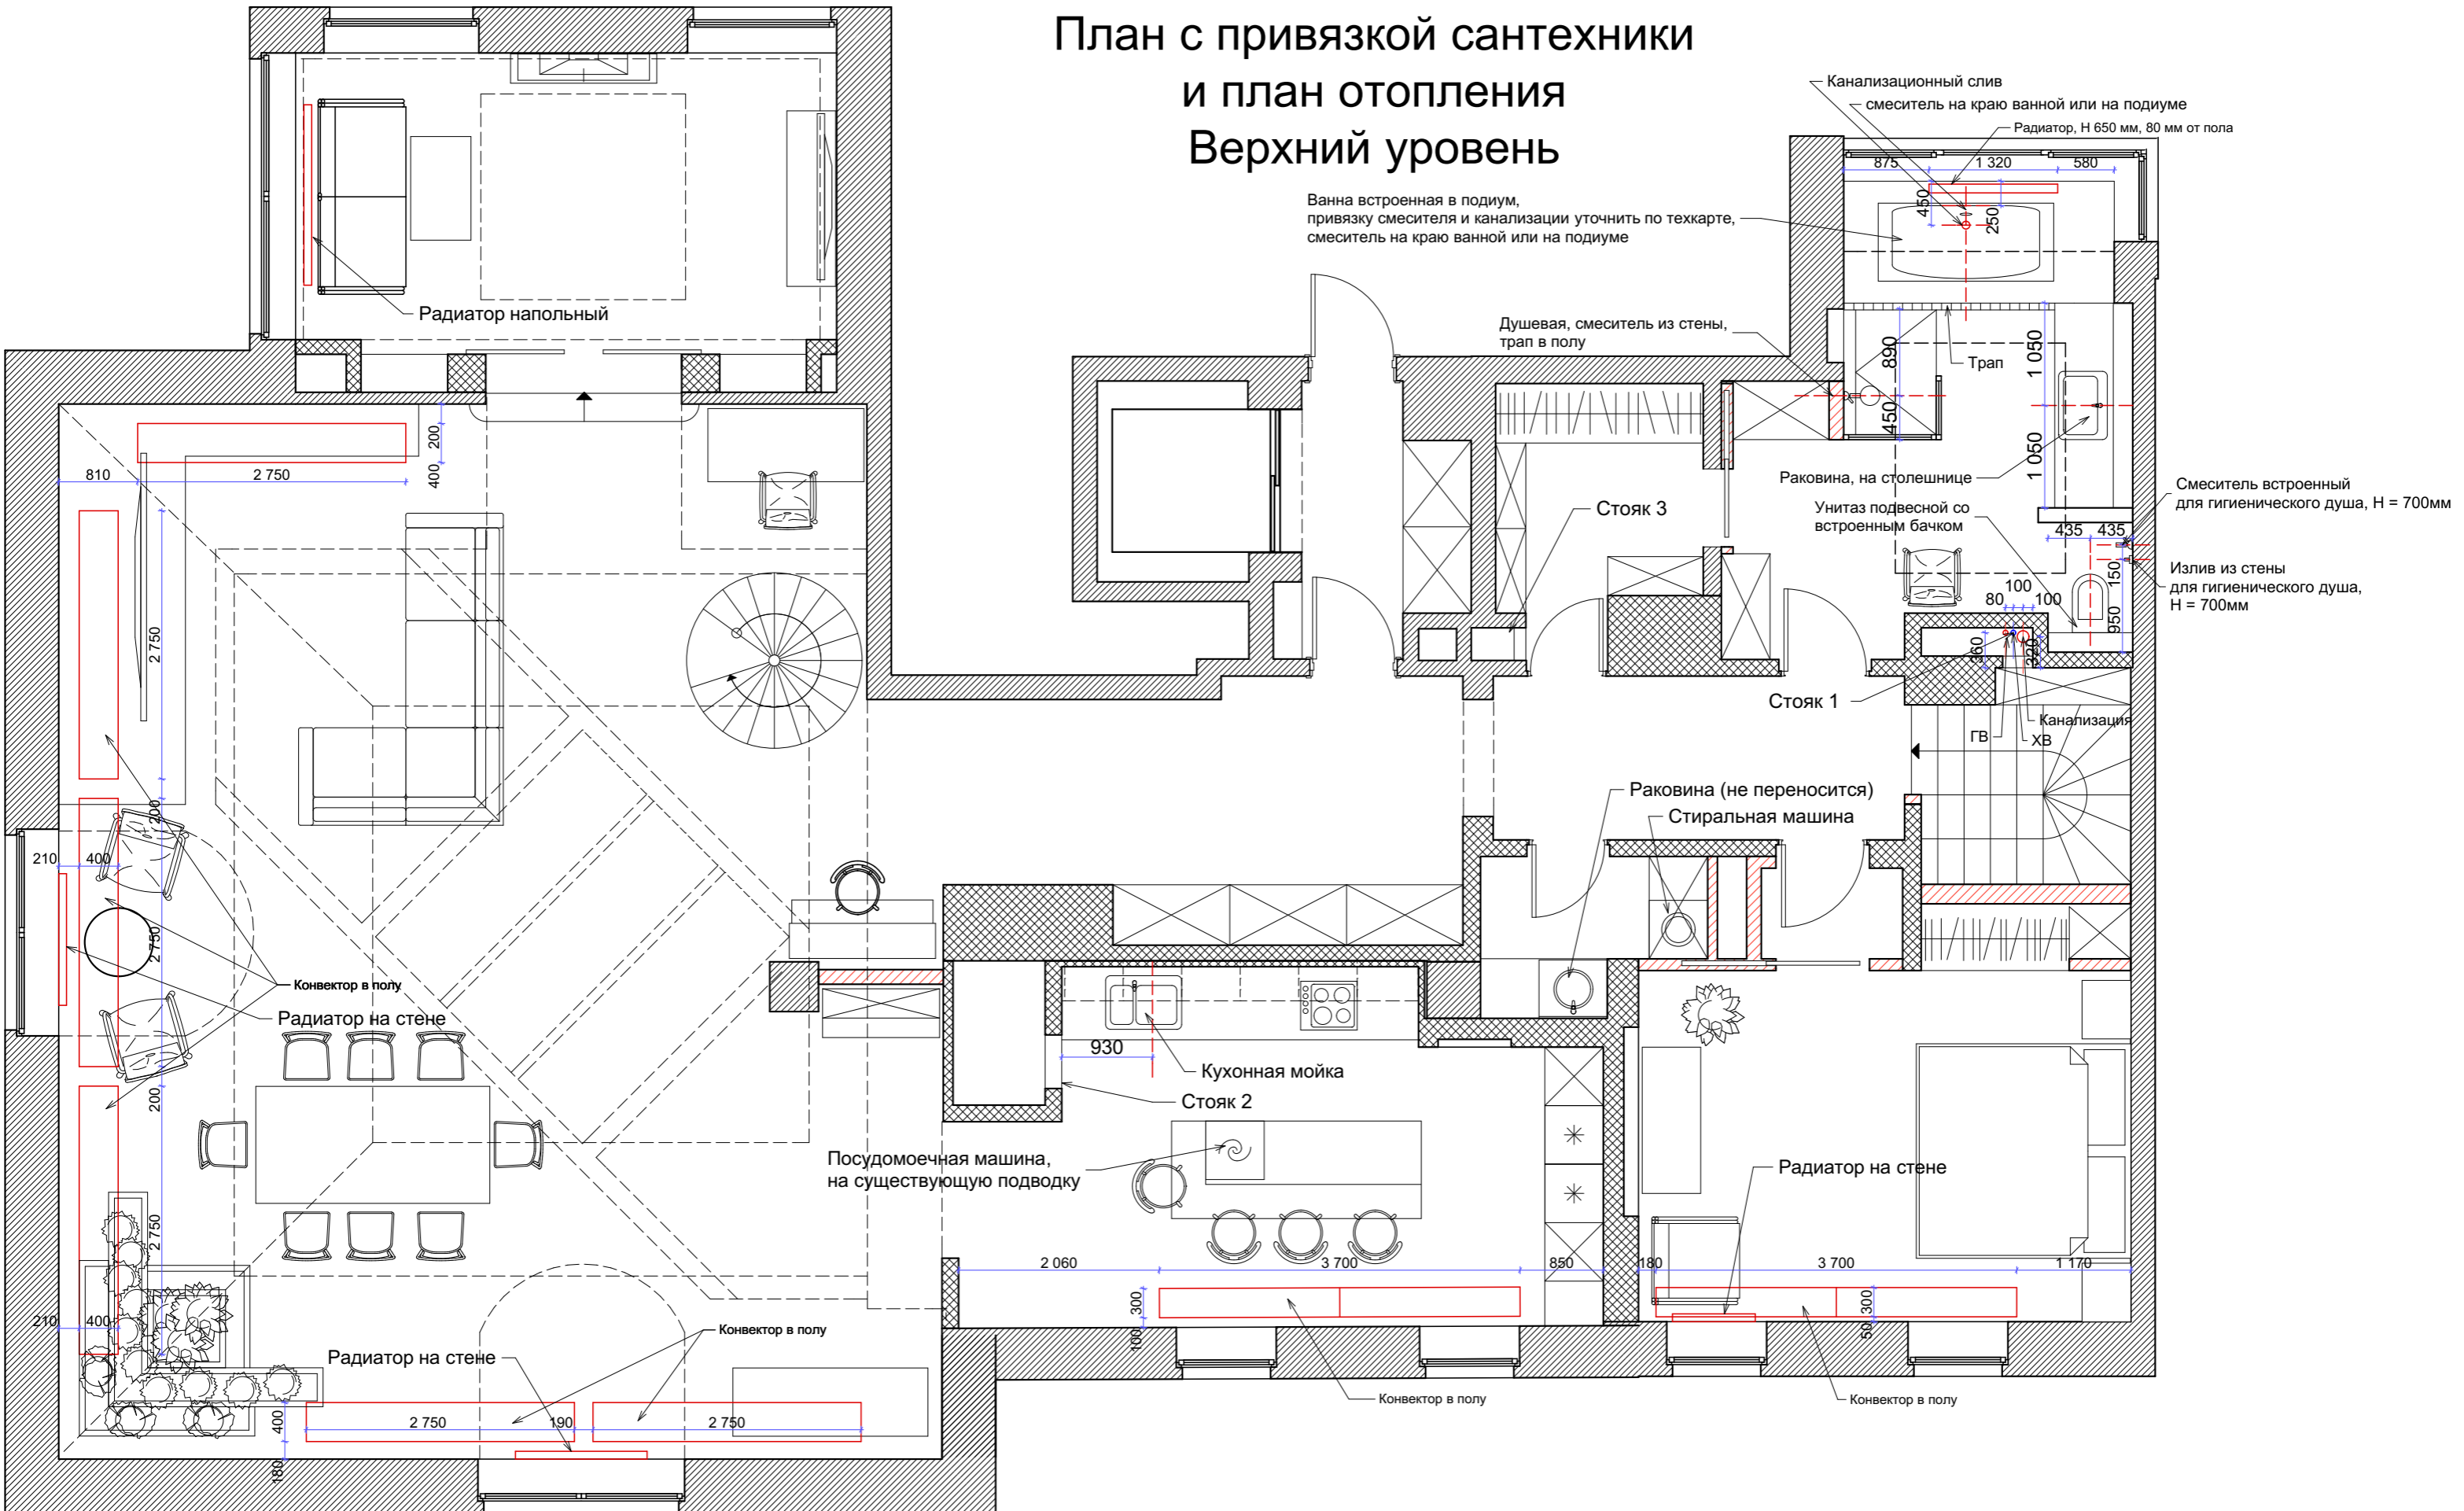 План с привязкой сантехники
и план отопления
Верхний уровень
Канализационный слив
смеситель на краю ванной или на подиуме
Радиатор, H 650 мм, 80 мм от пола
875
1 320
580
450
250
Ванна встроенная в подиум,
привязку смесителя и канализации уточнить по техкарте,
смеситель на краю ванной или на подиуме
Радиатор напольный
Душевая, смеситель из стены,
трап в полу
890
450
Трап
1 050
1 050
Раковина, на столешнице
Унитаз подвесной со
встроенным бачком
Смеситель встроенный
для гигиенического душа, H = 700мм
435
435
150
950
Излив из стены
для гигиенического душа,
H = 700мм
100
80
100
360
320
Стояк 3
Стояк 1
Канализация
ГВ
ХВ
200
400
810
2 750
2 750
200
210
400
2 750
Конвектор в полу
Радиатор на стене
200
2 750
210
400
Раковина (не переносится)
Стиральная машина
930
Кухонная мойка
Стояк 2
Посудомоечная машина,
на существующую подводку
Радиатор на стене
2 060
3 700
850
180
3 700
1 170
300
100
300
50
Конвектор в полу
Радиатор на стене
Конвектор в полу
Конвектор в полу
400
2 750
190
2 750
180